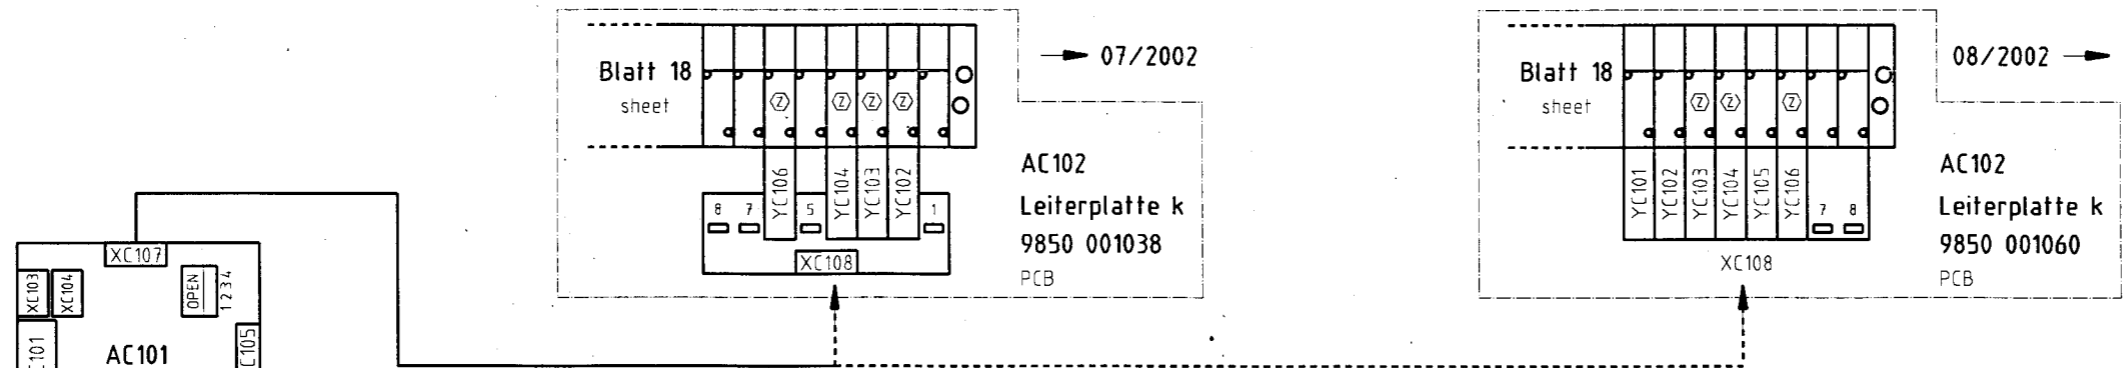 Blatt 18
sheet
Z
Z
Z
Z
07/2002
YC106
YC104
YC103
YC102
8
7
5
1
XC108
AC102
Leiterplatte k
9850 001038
PCB
Blatt 18
sheet
Z
Z
Z
08/2002
YC101
YC102
YC103
YC104
YC105
YC106
7
8
XC108
AC102
Leiterplatte k
9850 001060
PCB
XC107
XC103
XC104
OPEN
1 2 3 4
C101
AC101
C105